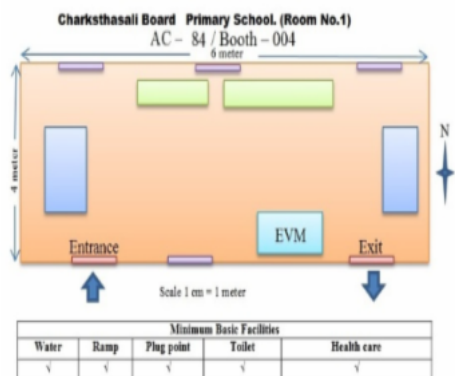 Charksthasali Board Primary School. (Room No.1)
AC – 84 / Booth – 004
6 meter
4 meter
N
EVM
Entrance
Exit
Scale 1 cm = 1 meter
Minimum Basic Facilities
Water Ramp Plug point Toilet Health care
√ √ √ √ √